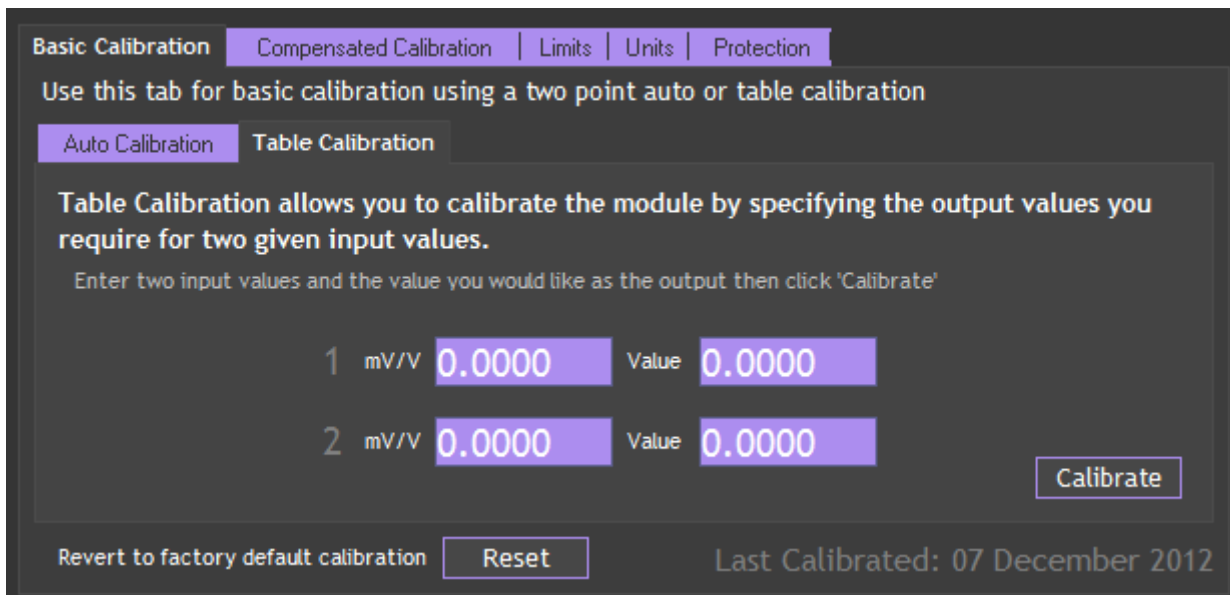 Basic Calibration Compensated Calibration Limits Units Protection
Use this tab for basic calibration using a two point auto or table calibration
Auto Calibration Table Calibration
Table Calibration allows you to calibrate the module by specifying the output values you
require for two given input values.
Enter two input values and the value you would like as the output then click 'Calibrate'
1 mV/V 0.0000 Value 0.0000
2 mV/V 0.0000 Value 0.0000
Calibrate
Revert to factory default calibration Reset Last Calibrated: 07 December 2012